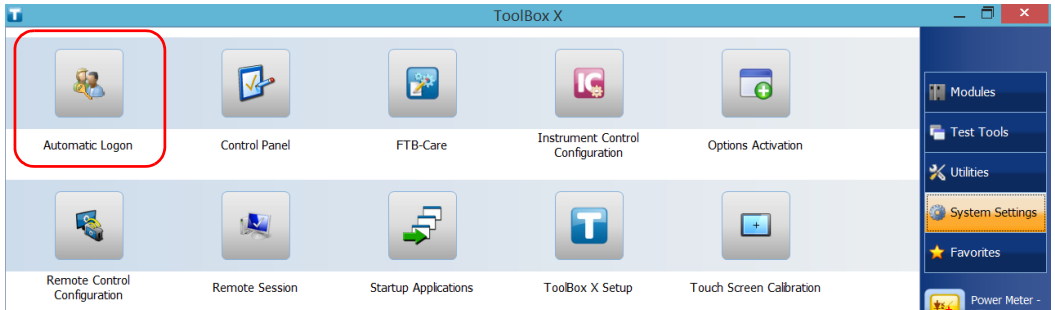 ToolBox X
Automatic Logon
Control Panel
FTB-Care
Instrument Control
Configuration
Options Activation
Remote Control
Configuration
Remote Session
Startup Applications
ToolBox X Setup
Touch Screen Calibration
Modules
Test Tools
Utilities
System Settings
Favorites
Power Meter -